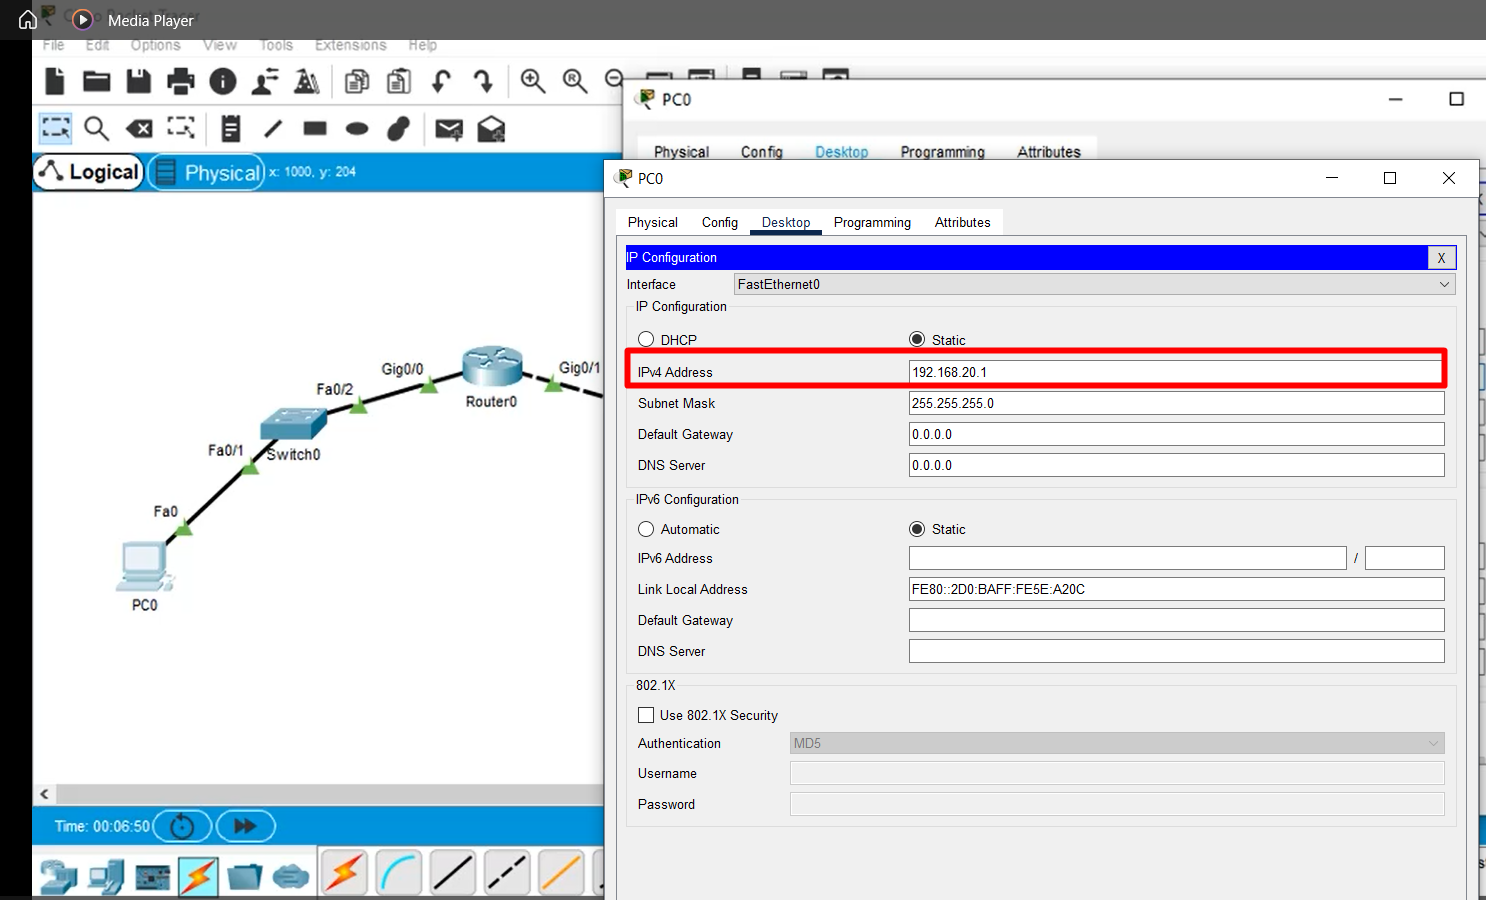 Media Player
File Edit Options View Tools Extensions Help
PC0
Physical Config Desktop Programming Attributes
Logical Physical x: 1000, y: 204
PC0
Physical Config Desktop Programming Attributes
IP Configuration X
Interface FastEthernet0
IP Configuration
DHCP Static
IPv4 Address 192.168.20.1
Subnet Mask 255.255.255.0
Default Gateway 0.0.0.0
DNS Server 0.0.0.0
IPv6 Configuration
Automatic Static
IPv6 Address /
Link Local Address FE80::2D0:BAFF:FE5E:A20C
Default Gateway
DNS Server
802.1X
Use 802.1X Security
Authentication MD5
Username
Password
Gig0/0
Gig0/1
Fa0/2
Router0
Fa0/1
Switch0
Fa0
PC0
Time: 00:06:50